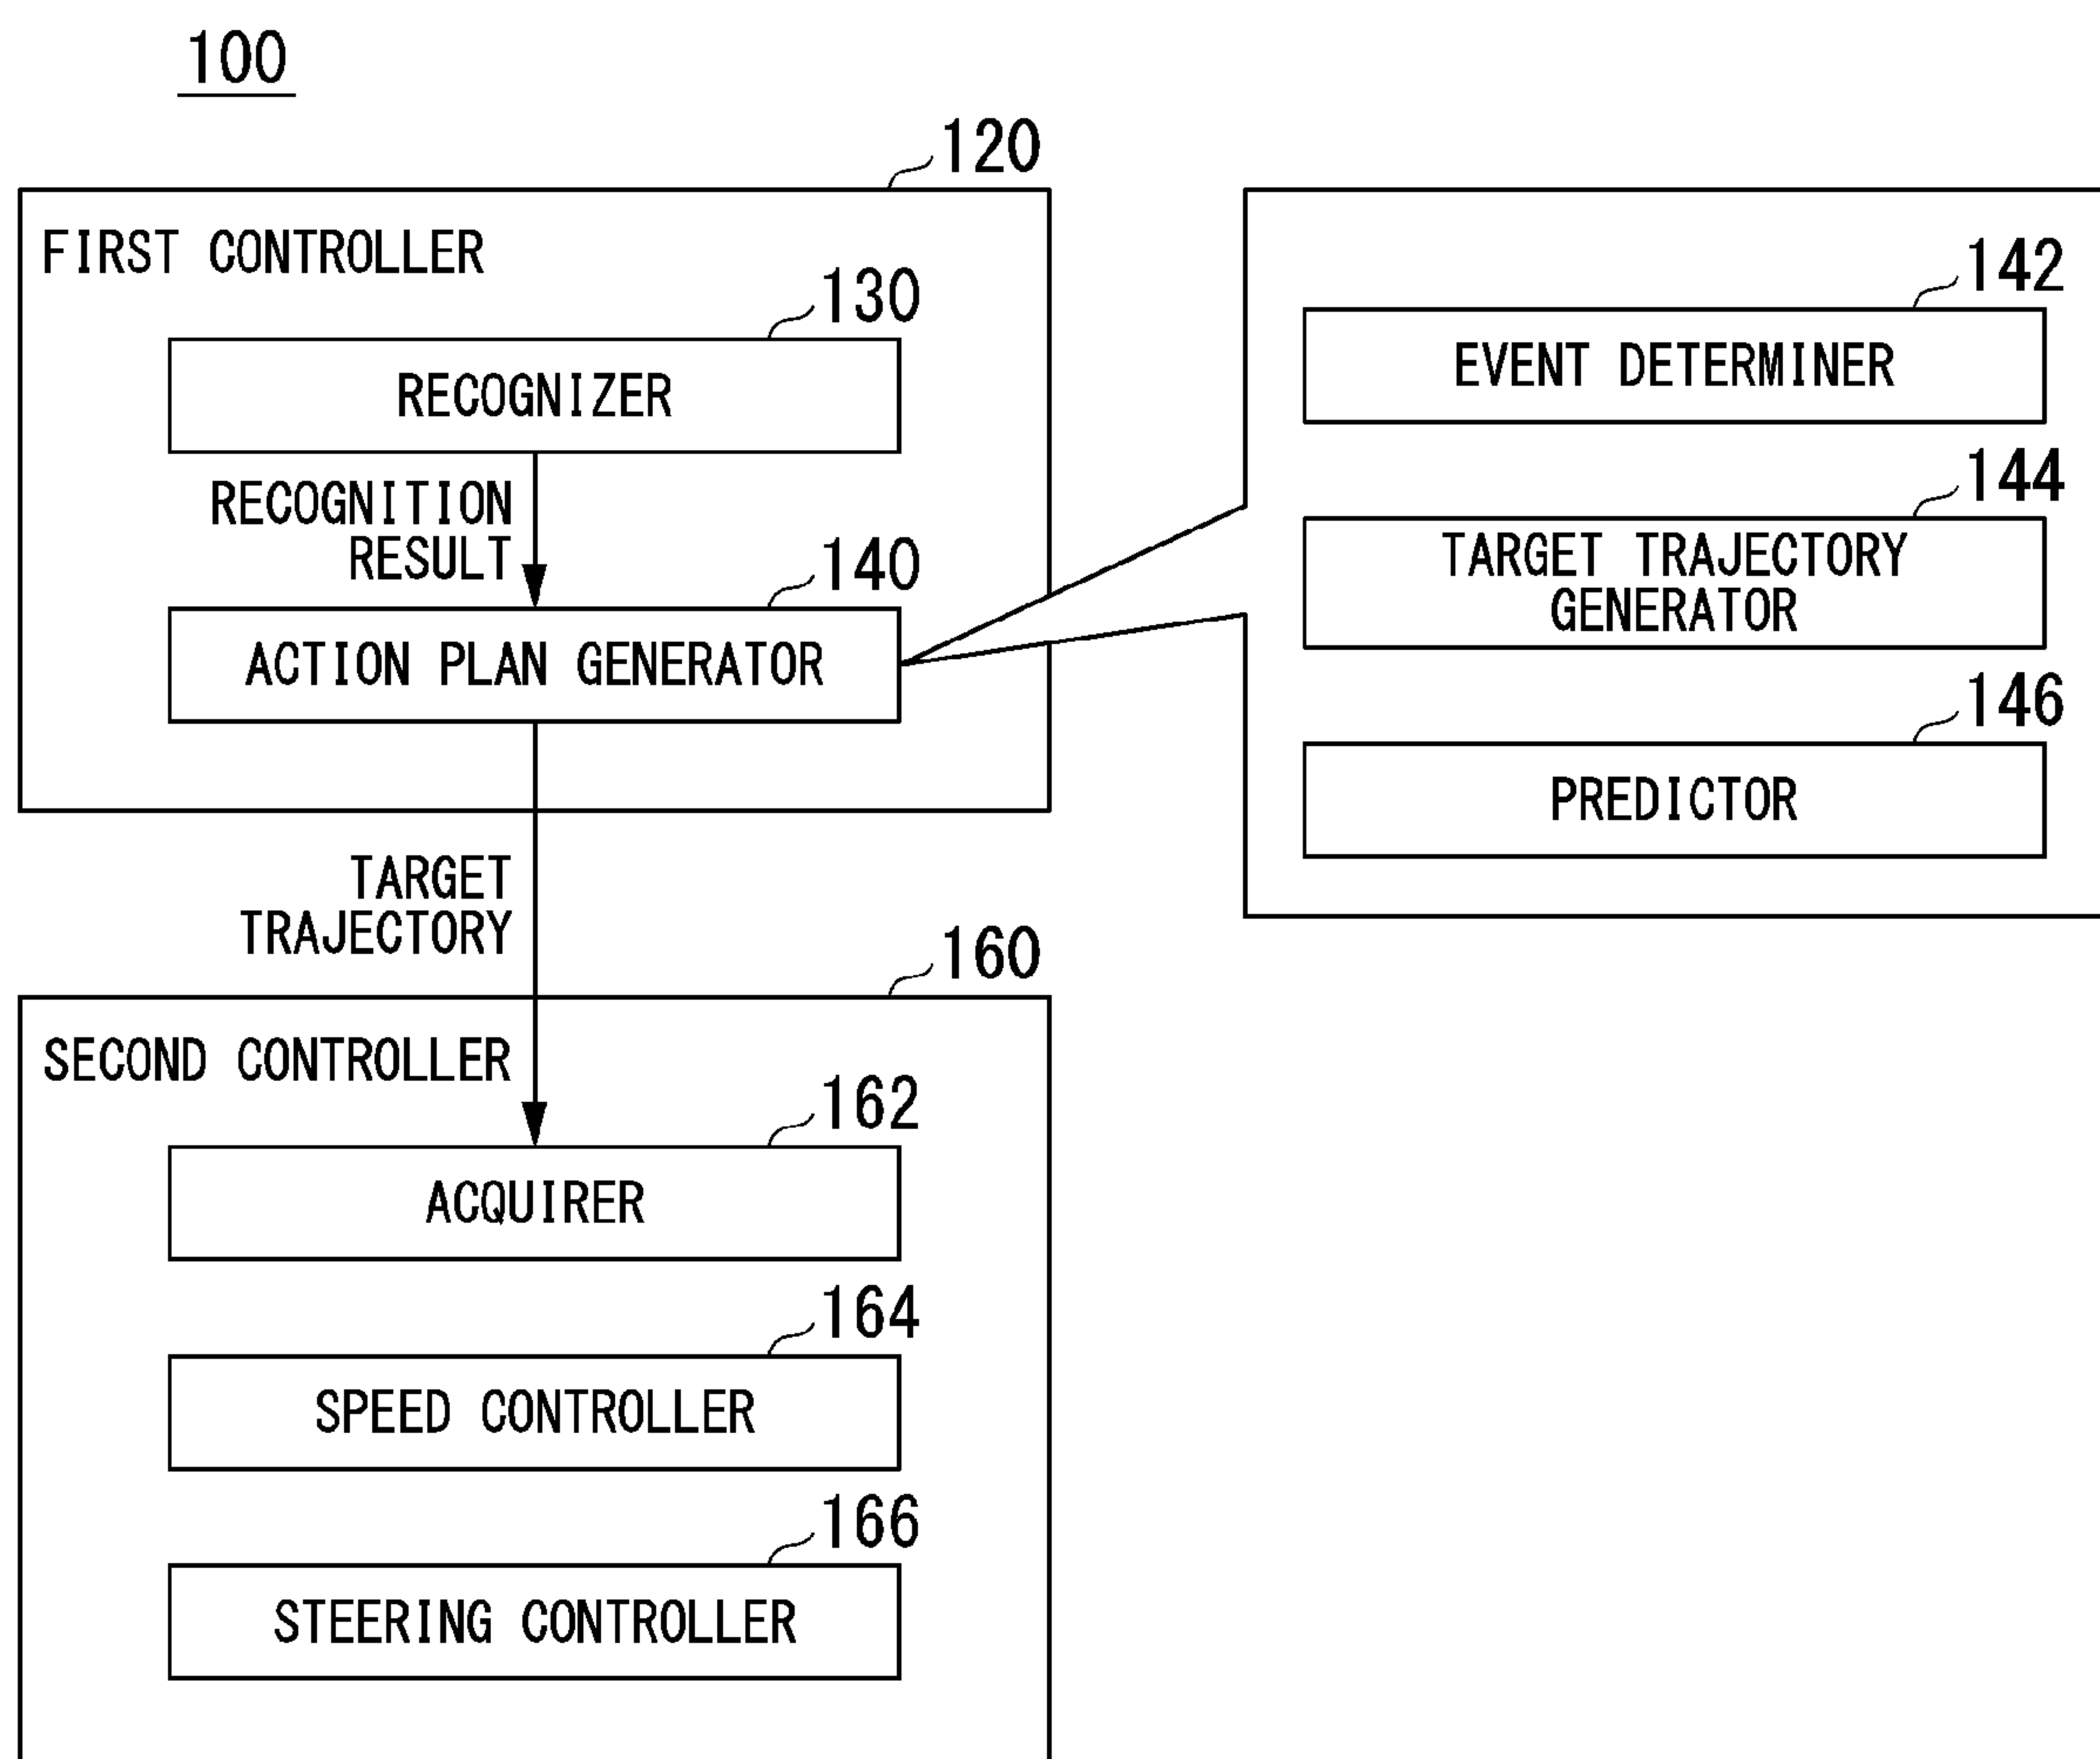 100
120
FIRST CONTROLLER
130
RECOGNIZER
RECOGNITION
RESULT
140
ACTION PLAN GENERATOR
142
EVENT DETERMINER
144
TARGET TRAJECTORY
GENERATOR
146
PREDICTOR
TARGET
TRAJECTORY
160
SECOND CONTROLLER
162
ACQUIRER
164
SPEED CONTROLLER
166
STEERING CONTROLLER